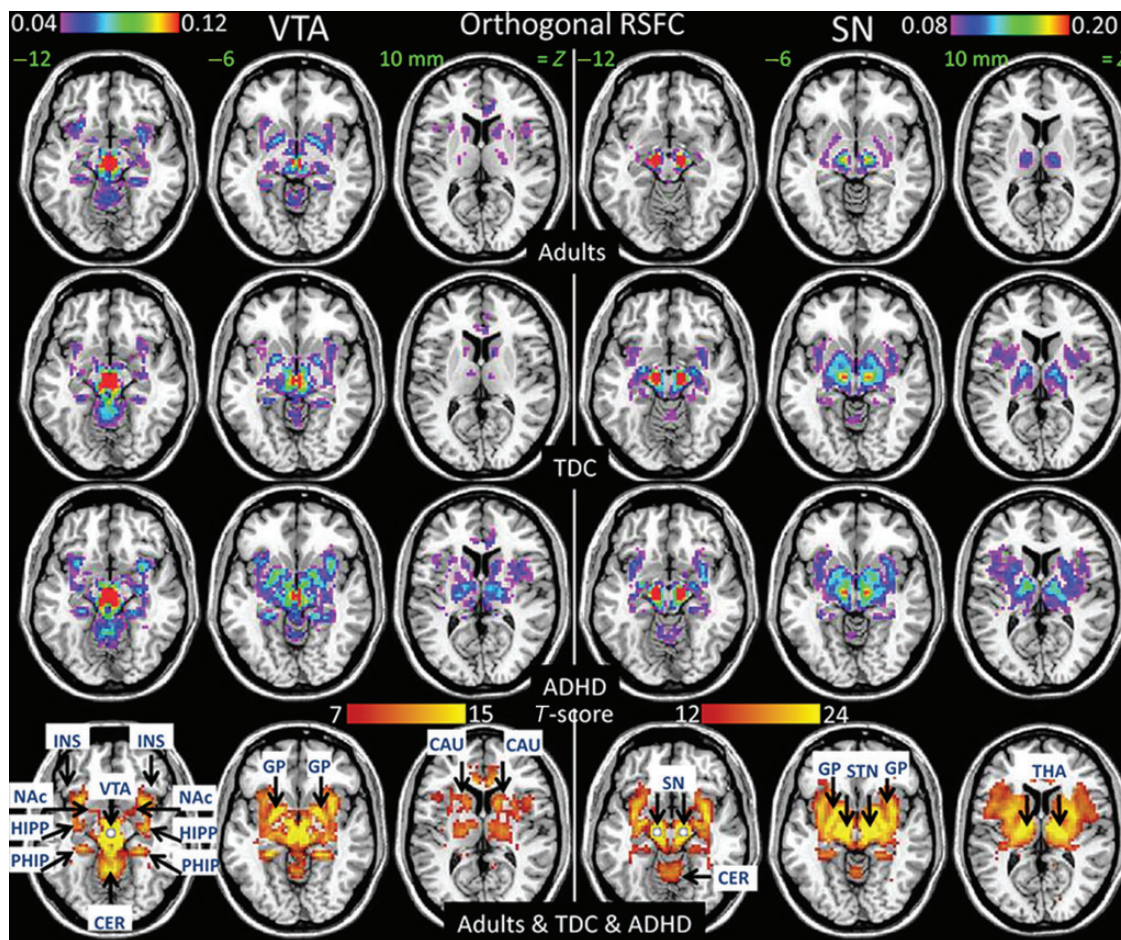 0.04 0.12 VTA Orthogonal RSFC SN 0.08 0.20
−12 −6 10 mm = Z −12 −6 10 mm = Z
Adults
TDC
ADHD
7 15 T-score 12 24
INS INS CAU CAU
VTA GP GP SN GP STN GP THA
NAc NAc
HIPP HIPP
PHIP PHIP
CER CER
Adults & TDC & ADHD